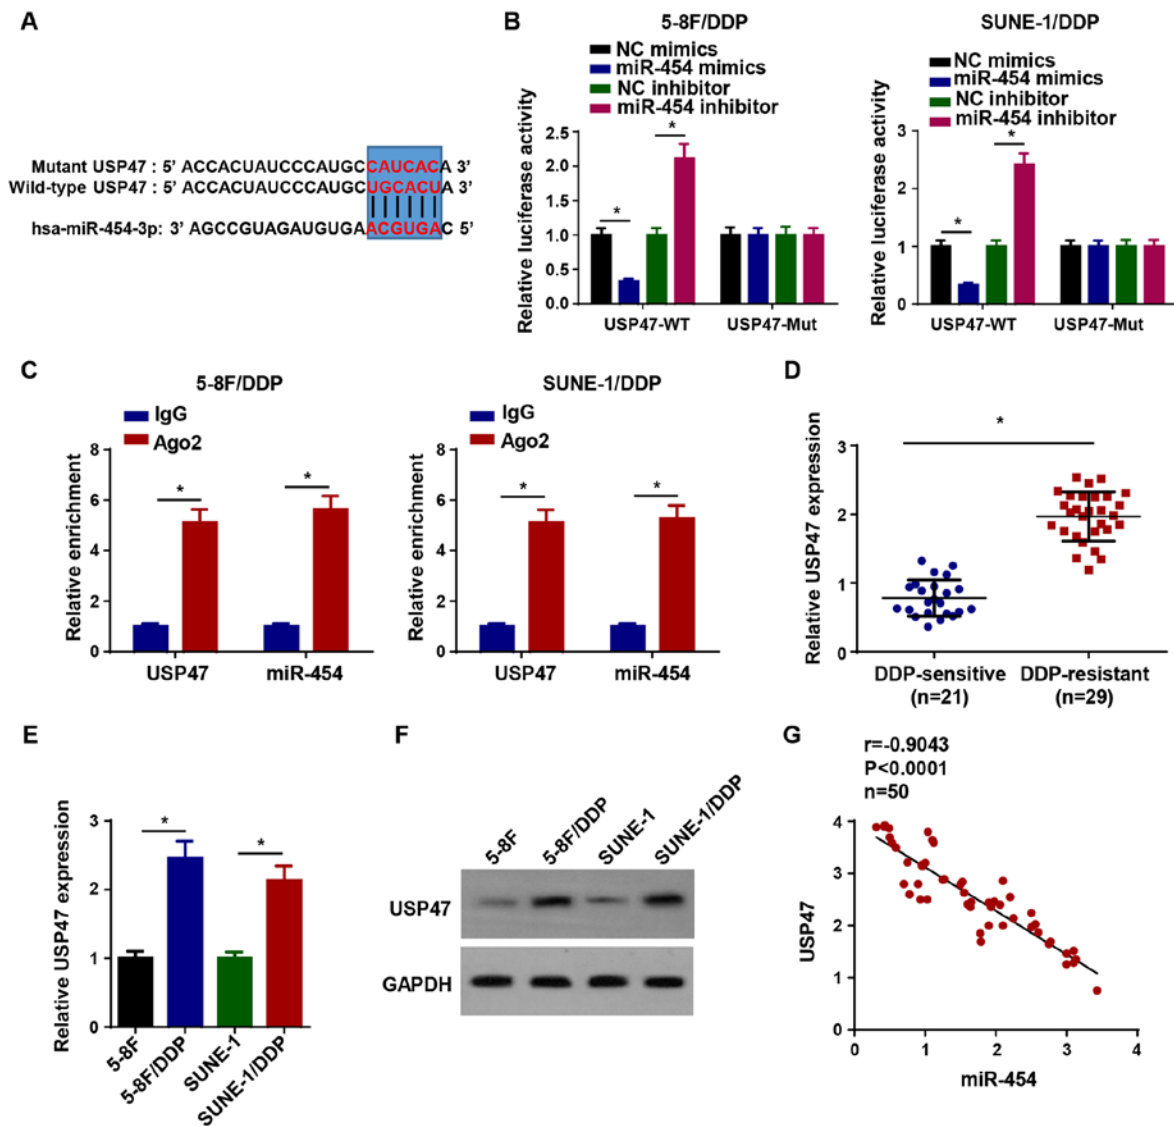 A
Mutant USP47 : 5’ ACCACUAUCCCAUGCCAUCACA 3’
Wild-type USP47 : 5’ ACCACUAUCCCAUGCUGCACUA 3’
hsa-miR-454-3p: 3’ AGCCGUAGAUGUGAACGUGAC 5’
B
5-8F/DDP
NC mimics
miR-454 mimics
NC inhibitor
miR-454 inhibitor
Relative luciferase activity
2.5
2.0
1.5
1.0
0.5
0.0
*
*
USP47-WT
USP47-Mut
SUNE-1/DDP
NC mimics
miR-454 mimics
NC inhibitor
miR-454 inhibitor
Relative luciferase activity
3
2
1
0
*
*
USP47-WT
USP47-Mut
C
5-8F/DDP
IgG
Ago2
Relative enrichment
8
6
4
2
0
*
*
USP47
miR-454
SUNE-1/DDP
IgG
Ago2
Relative enrichment
8
6
4
2
0
*
*
USP47
miR-454
D
Relative USP47 expression
3
2
1
0
*
DDP-sensitive
(n=21)
DDP-resistant
(n=29)
E
Relative USP47 expression
3
2
1
0
*
*
5-8F
5-8F/DDP
SUNE-1
SUNE-1/DDP
F
5-8F
5-8F/DDP
SUNE-1
SUNE-1/DDP
USP47
GAPDH
G
r=-0.9043
P<0.0001
n=50
USP47
4
3
2
1
0
0
1
2
3
4
miR-454